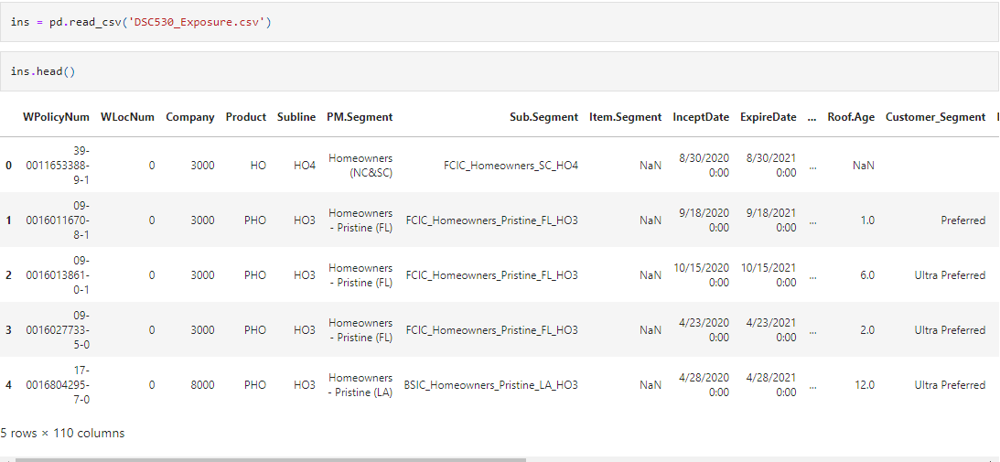 ins = pd.read_csv('DSC530_Exposure.csv')
ins.head()
WPolicyNum WLocNum Company Product Subline PM.Segment Sub.Segment Item.Segment InceptDate ExpireDate ... Roof.Age Customer_Segment
39-
0 0011653388- 0 3000 HO HO4 Homeowners (NC&SC) FCIC_Homeowners_SC_HO4 NaN 8/30/2020 0:00 8/30/2021 0:00 ... NaN
9-1
09-
1 0016011670- 0 3000 PHO HO3 Homeowners - Pristine (FL) FCIC_Homeowners_Pristine_FL_HO3 NaN 9/18/2020 0:00 9/18/2021 0:00 ... 1.0 Preferred
8-1
09-
2 0016013861- 0 3000 PHO HO3 Homeowners - Pristine (FL) FCIC_Homeowners_Pristine_FL_HO3 NaN 10/15/2020 0:00 10/15/2021 0:00 ... 6.0 Ultra Preferred
0-1
09-
3 0016027733- 0 3000 PHO HO3 Homeowners - Pristine (FL) FCIC_Homeowners_Pristine_FL_HO3 NaN 4/23/2020 0:00 4/23/2021 0:00 ... 2.0 Ultra Preferred
5-0
17-
4 0016804295- 0 8000 PHO HO3 Homeowners - Pristine (LA) BSIC_Homeowners_Pristine_LA_HO3 NaN 4/28/2020 0:00 4/28/2021 0:00 ... 12.0 Ultra Preferred
7-0
5 rows × 110 columns